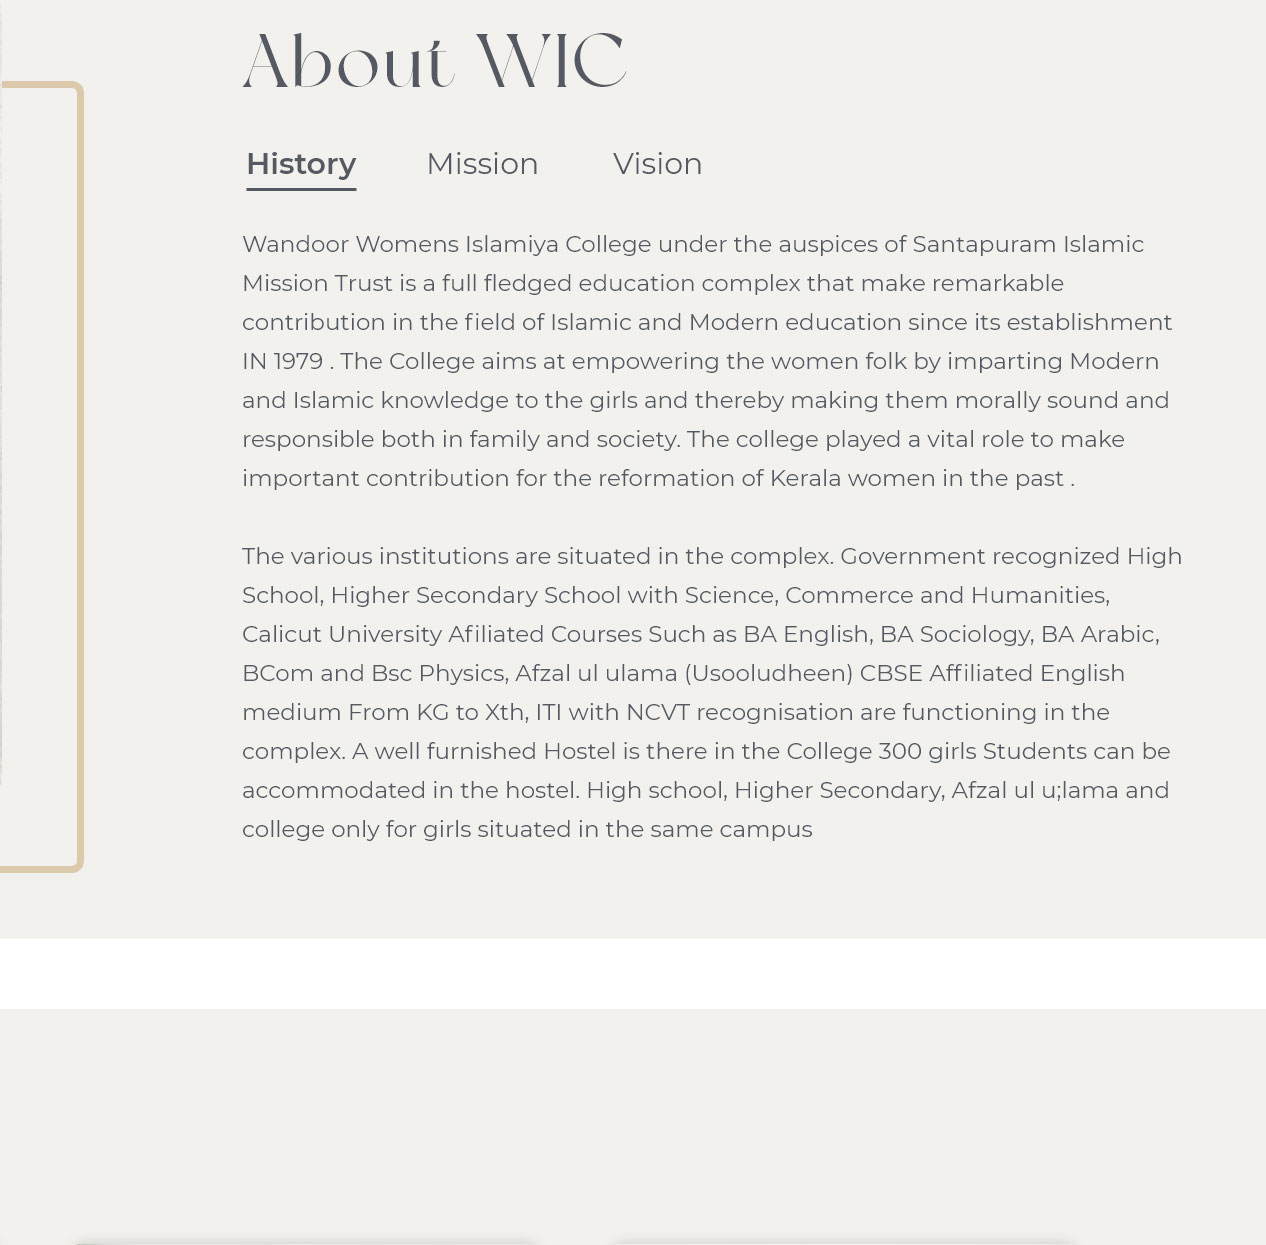 About WIC
History Mission Vision
Wandoor Womens Islamiya College under the auspices of Santapuram Islamic
Mission Trust is a full fledged education complex that make remarkable
contribution in the field of Islamic and Modern education since its establishment
IN 1979 . The College aims at empowering the women folk by imparting Modern
and Islamic knowledge to the girls and thereby making them morally sound and
responsible both in family and society. The college played a vital role to make
important contribution for the reformation of Kerala women in the past .
The various institutions are situated in the complex. Government recognized High
School, Higher Secondary School with Science, Commerce and Humanities,
Calicut University Afiliated Courses Such as BA English, BA Sociology, BA Arabic,
BCom and Bsc Physics, Afzal ul ulama (Usooludheen) CBSE Affiliated English
medium From KG to Xth, ITI with NCVT recognisation are functioning in the
complex. A well furnished Hostel is there in the College 300 girls Students can be
accommodated in the hostel. High school, Higher Secondary, Afzal ul u;lama and
college only for girls situated in the same campus